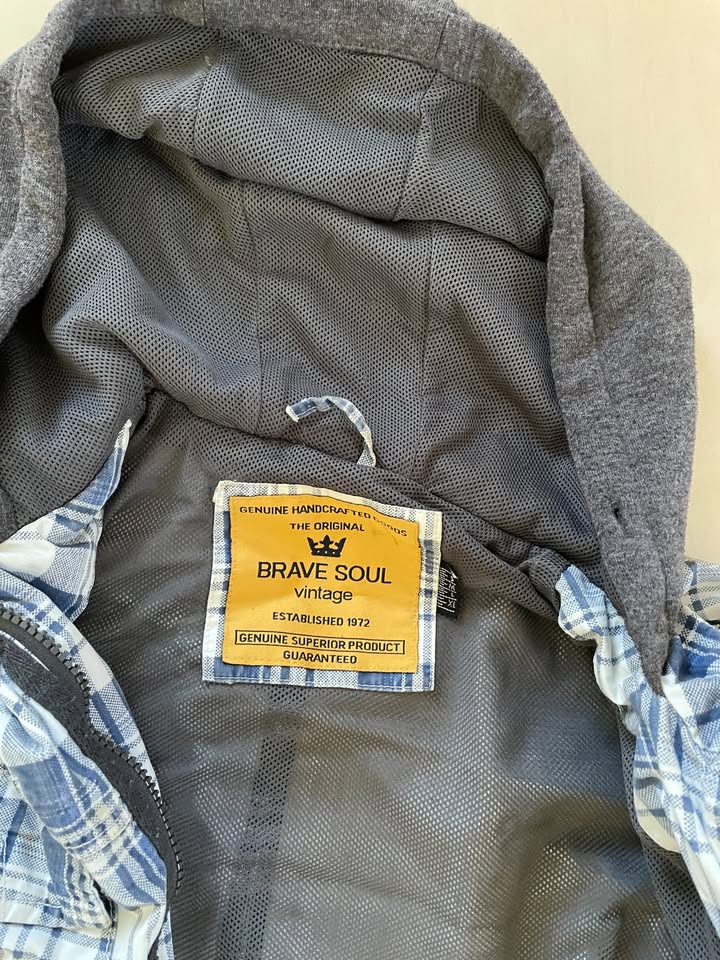 GENUINE HANDCRAFTED GOODS
THE ORIGINAL
BRAVE SOUL
vintage
ESTABLISHED 1972
GENUINE SUPERIOR PRODUCT
GUARANTEED